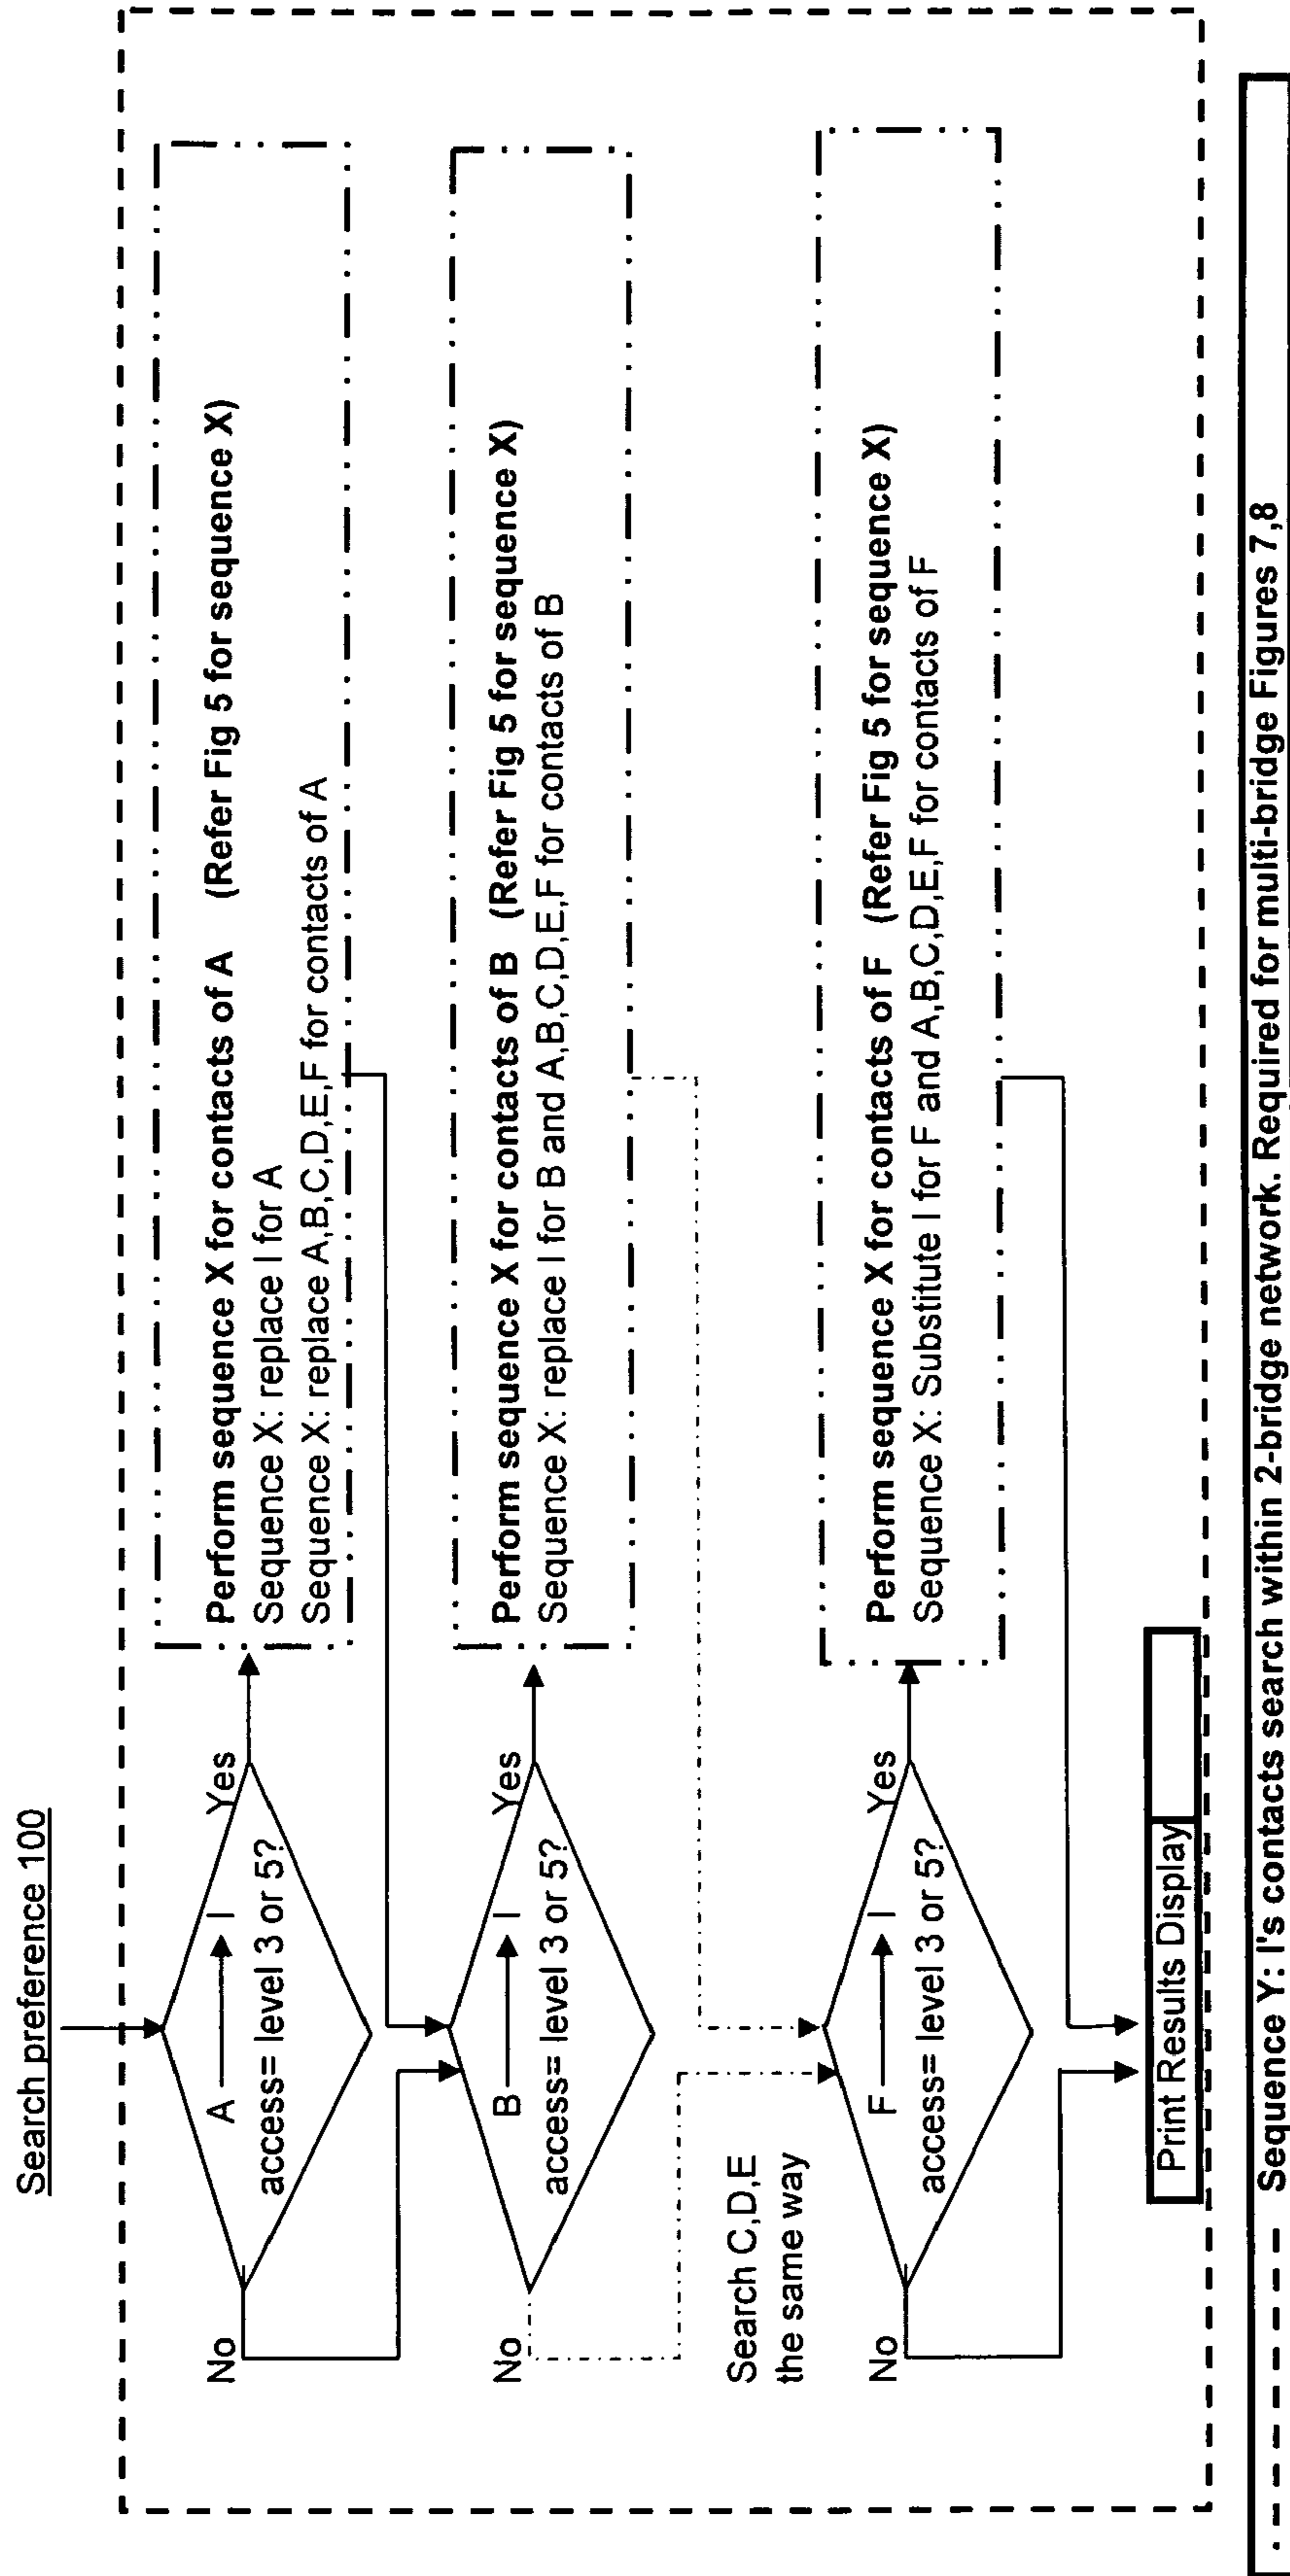 Search preference 100
A → I
access= level 3 or 5?
Yes
No
Perform sequence X for contacts of A (Refer Fig 5 for sequence X)
Sequence X: replace I for A
Sequence X: replace A,B,C,D,E,F for contacts of A
B → I
access= level 3 or 5?
Yes
No
Perform sequence X for contacts of B (Refer Fig 5 for sequence X)
Sequence X: replace I for B and A,B,C,D,E,F for contacts of B
Search C,D,E
the same way
F → I
access= level 3 or 5?
Yes
No
Perform sequence X for contacts of F (Refer Fig 5 for sequence X)
Sequence X: Substitute I for F and A,B,C,D,E,F for contacts of F
Print Results Display
Sequence Y: I's contacts search within 2-bridge network. Required for multi-bridge Figures 7,8